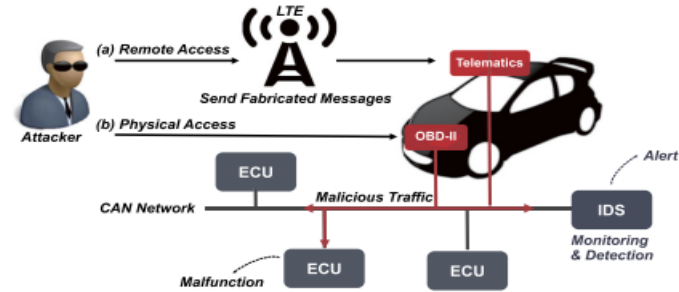 LTE
(a) Remote Access
Telematics
Send Fabricated Messages
(b) Physical Access
Attacker
OBD-II
Alert
ECU
Malicious Traffic
CAN Network
IDS
Monitoring
& Detection
Malfunction
ECU
ECU